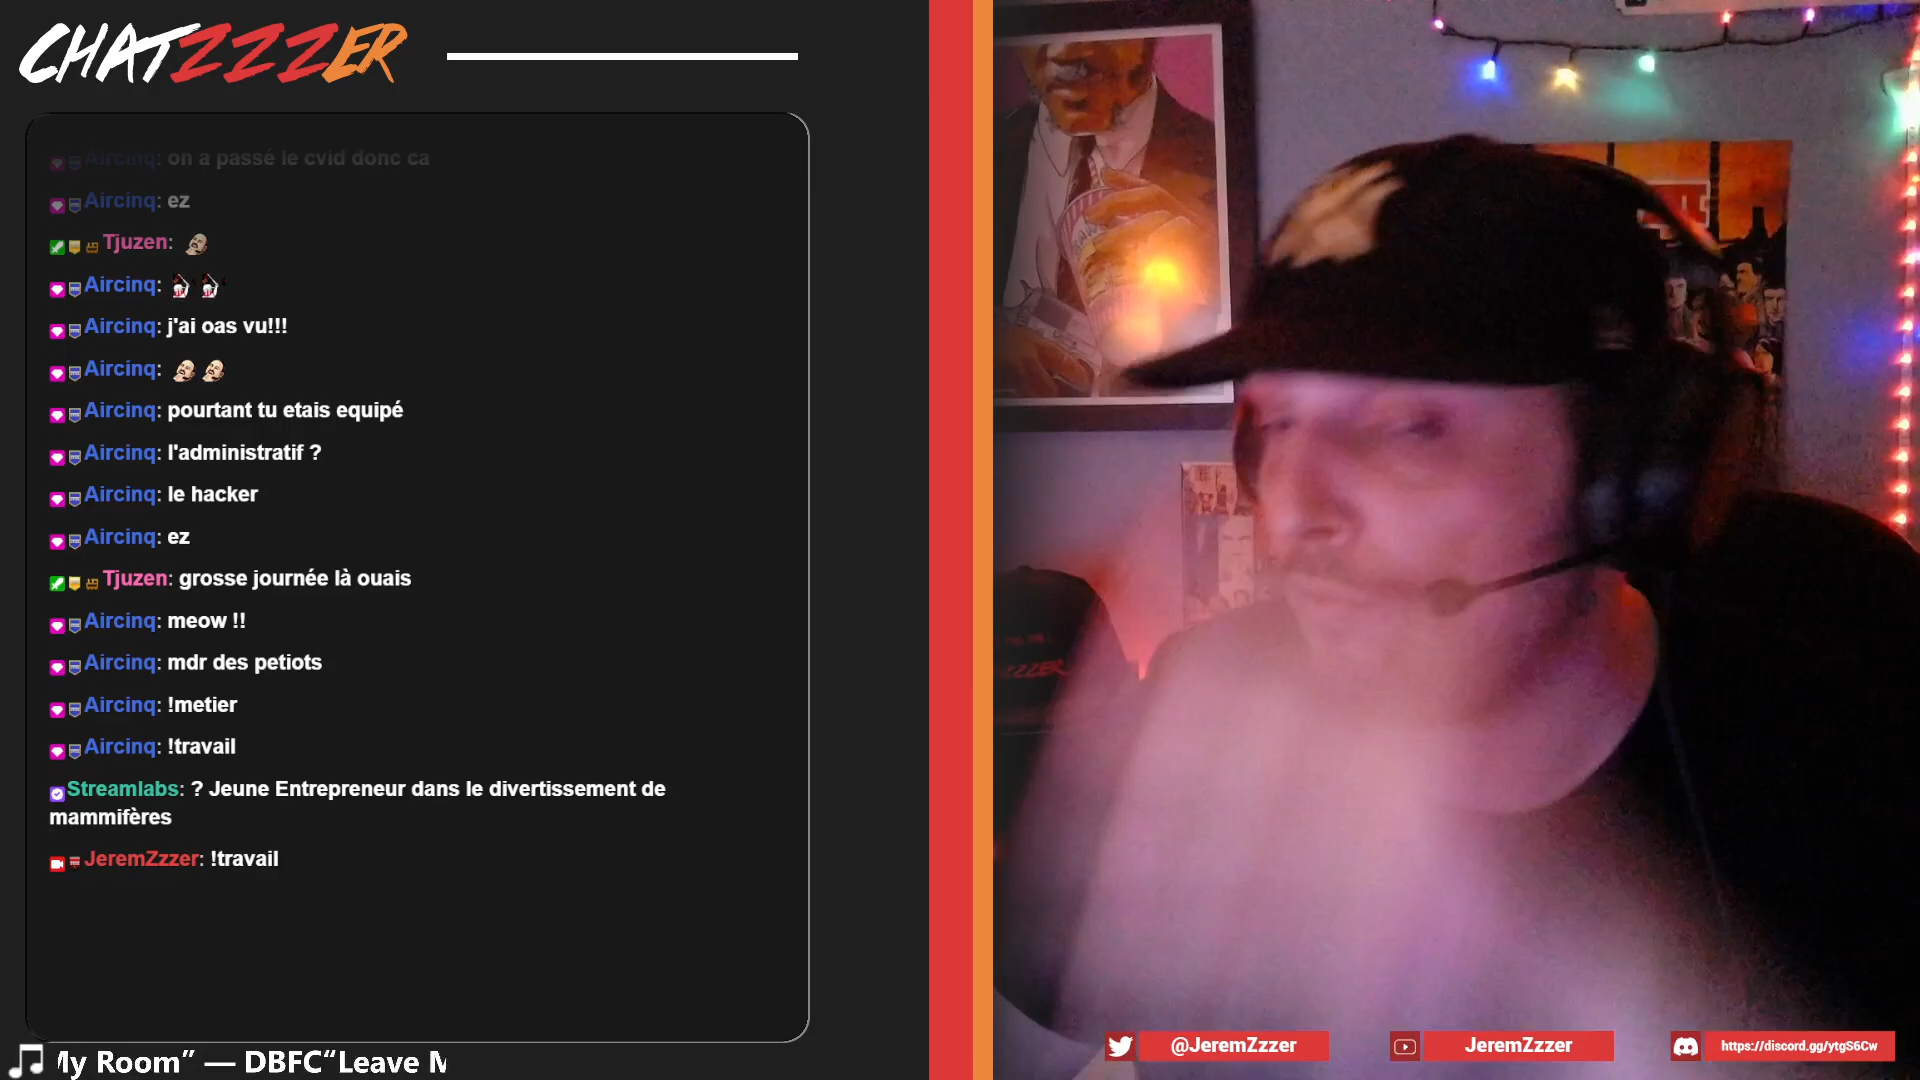 CHATZZZER
Aircinq: on a passé le cvid donc ca
Aircinq: ez
Tjuzen:
Aircinq:
Aircinq: j'ai oas vu!!!
Aircinq:
Aircinq: pourtant tu etais equipé
Aircinq: l'administratif ?
Aircinq: le hacker
Aircinq: ez
Tjuzen: grosse journée là ouais
Aircinq: meow !!
Aircinq: mdr des petiots
Aircinq: !metier
Aircinq: !travail
Streamlabs: ? Jeune Entrepreneur dans le divertissement de
mammifères
JeremZzzer: !travail
My Room” — DBFC“Leave M
ZZZER
@JeremZzzer
JeremZzzer
https://discord.gg/ytgS6Cw